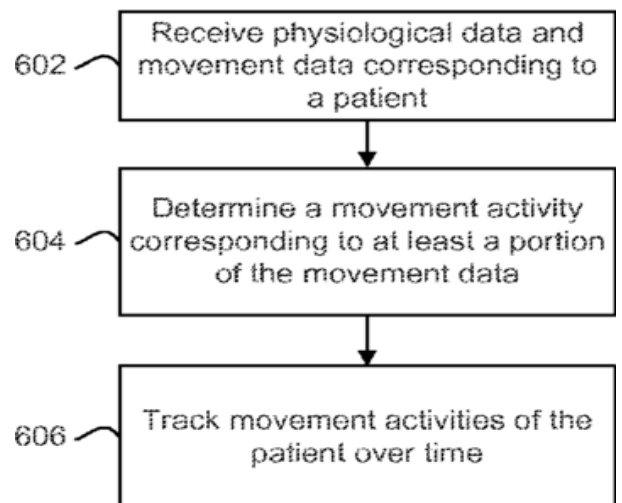 Receive physiological data and
602
movement data corresponding to
a patient
Determine a movement activity
604
corresponding to at least a portion
of the movement data
Track movement activities of the
606
patient over time